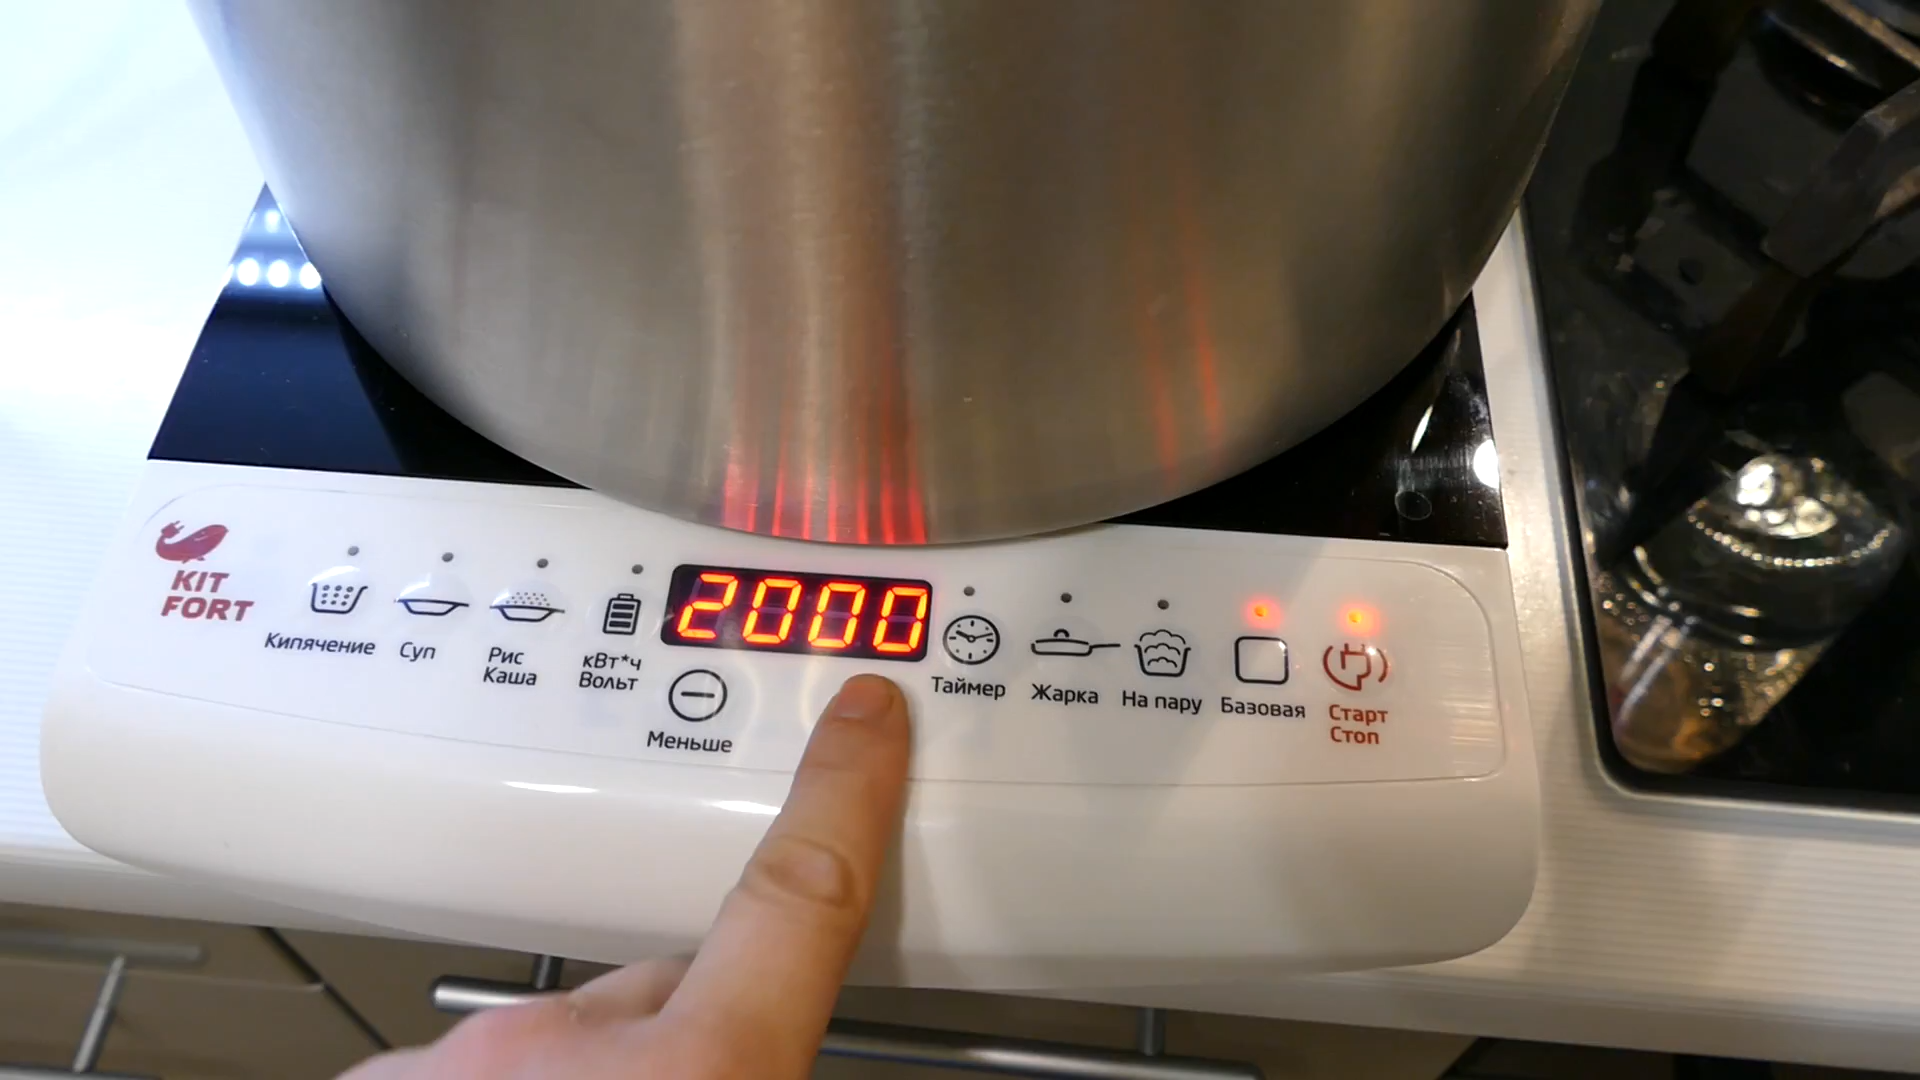 KIT
FORT
Кипячение
Суп
Рис
Каша
кВт*ч
Вольт
2000
Меньше
Таймер
Жарка
На пару
Базовая
Старт
Стоп